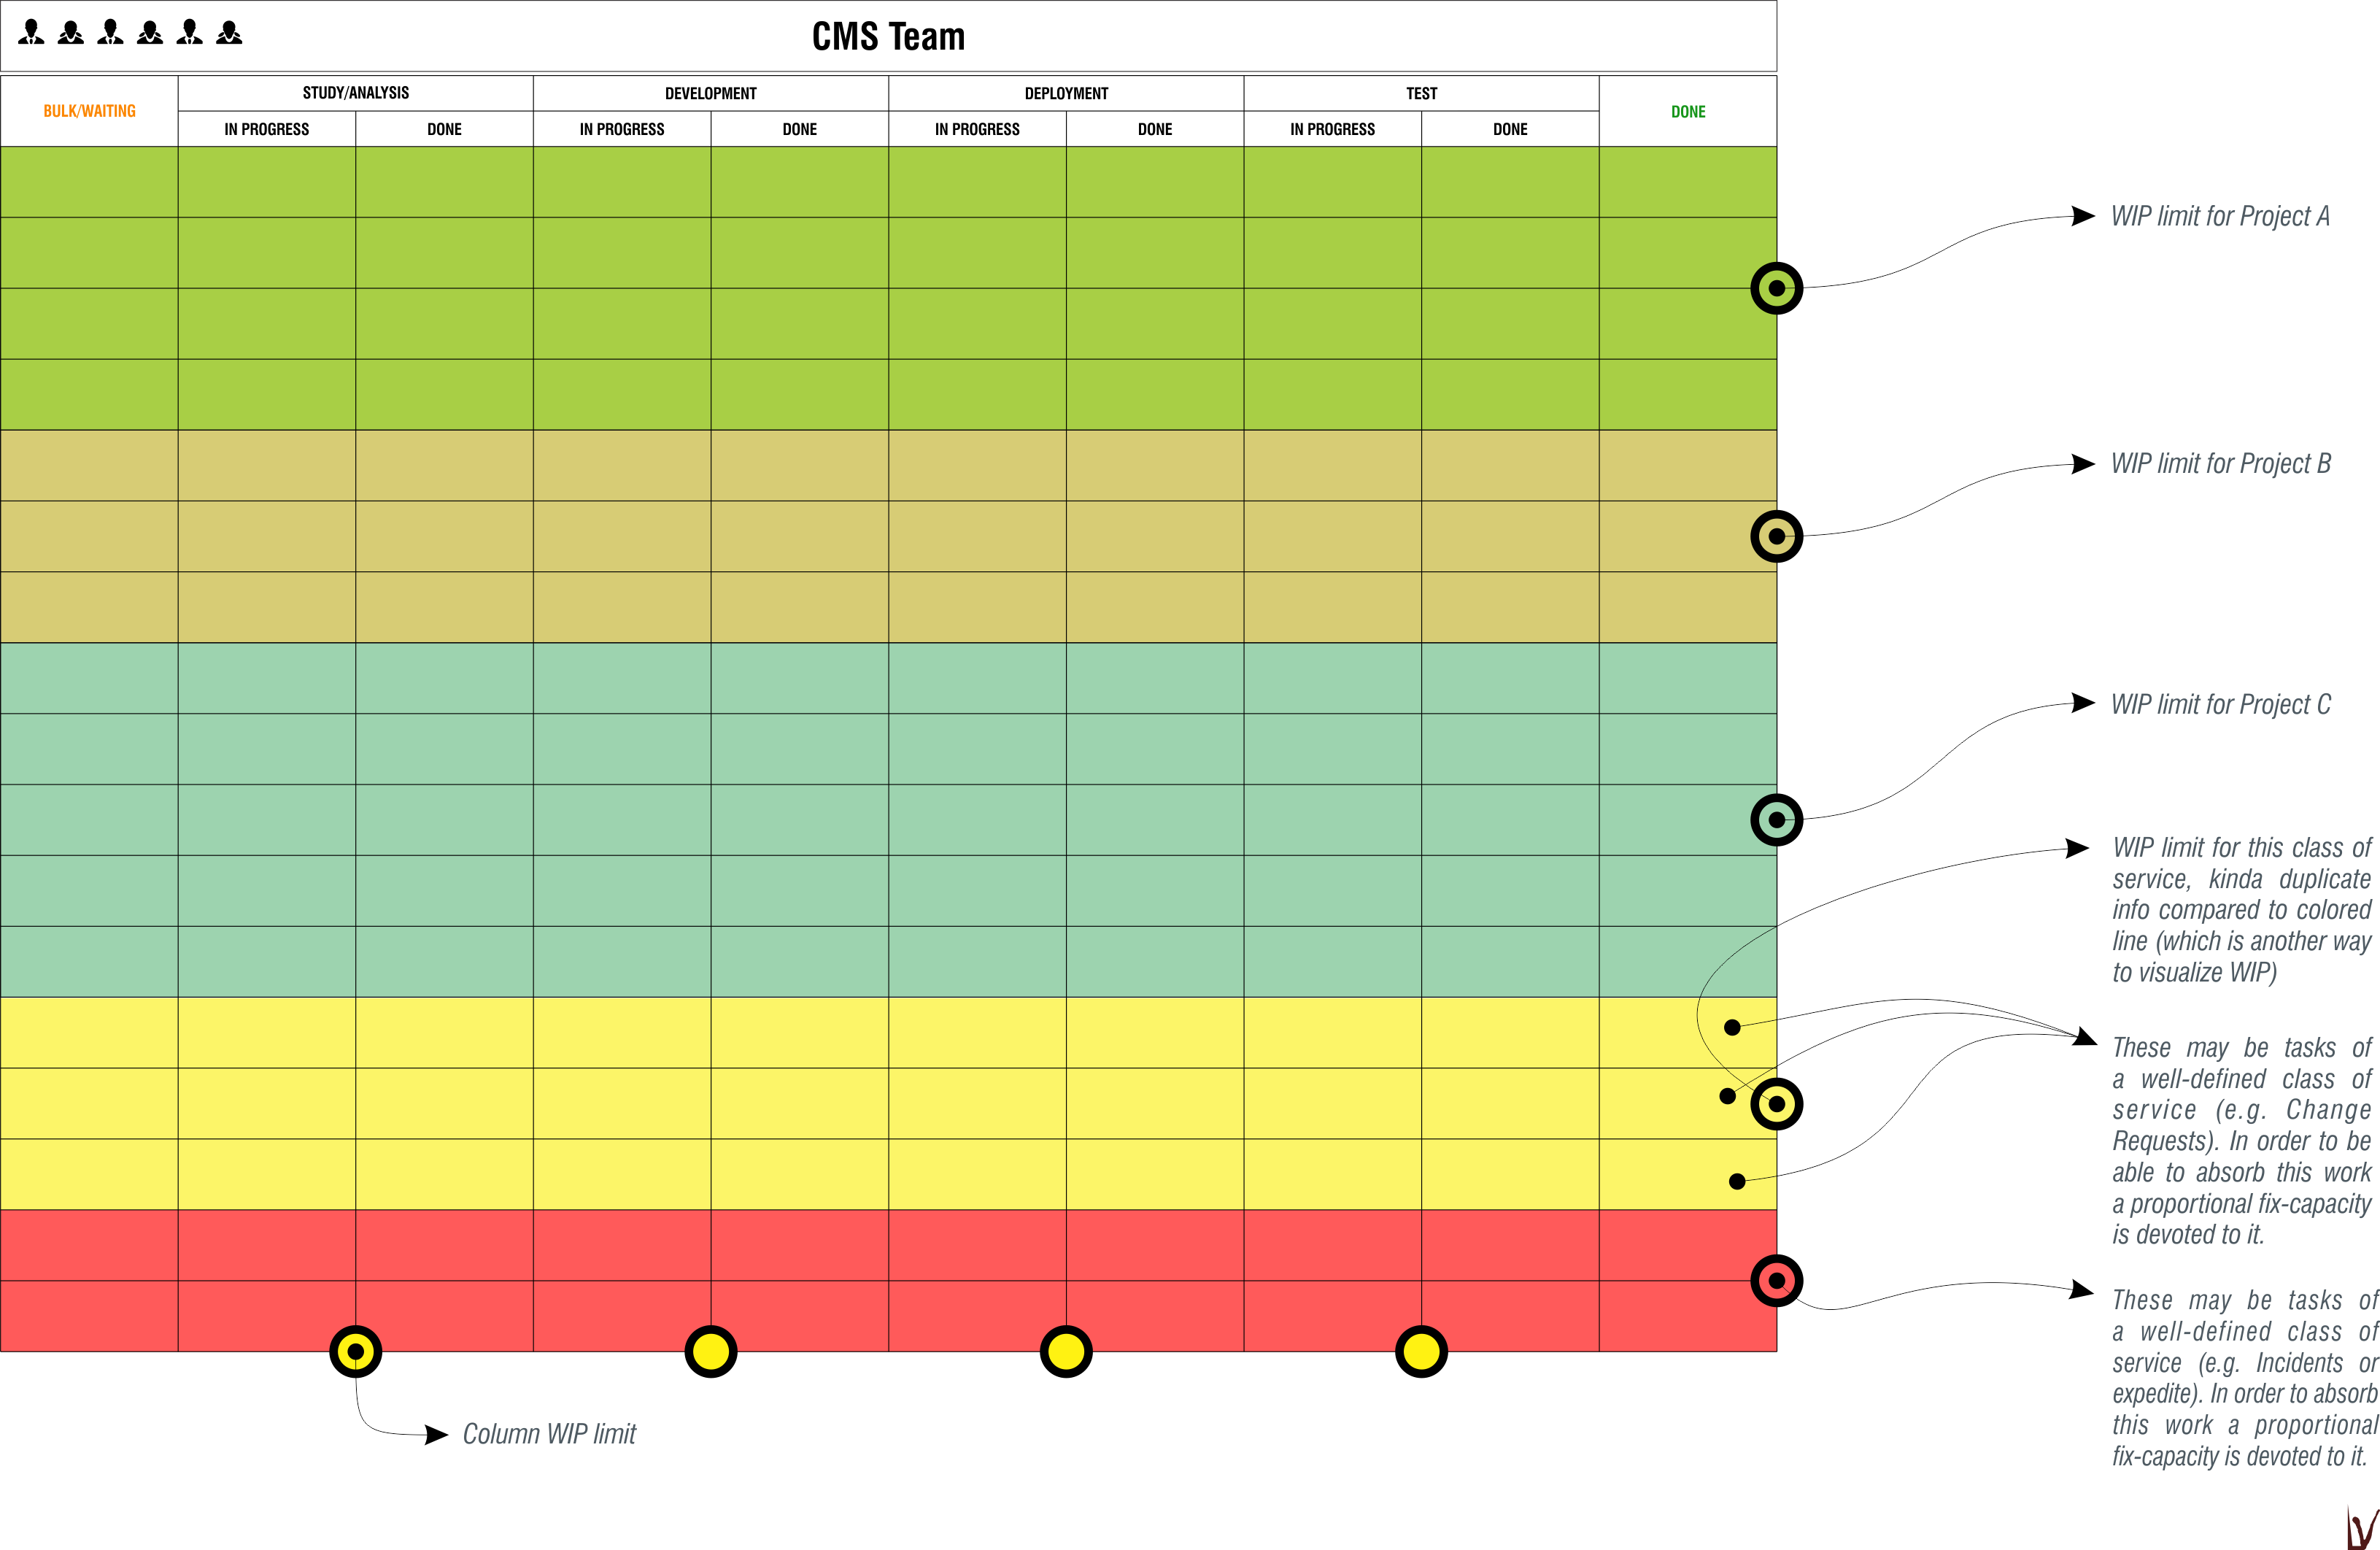 CMS Team
BULK/WAITING
STUDY/ANALYSIS
DEVELOPMENT
DEPLOYMENT
TEST
DONE
IN PROGRESS
DONE
IN PROGRESS
DONE
IN PROGRESS
DONE
IN PROGRESS
DONE
WIP limit for Project A
WIP limit for Project B
WIP limit for Project C
WIP limit for this class of
service, kinda duplicate
info compared to colored
line (which is another way
to visualize WIP)
These may be tasks of
a well-defined class of
service (e.g. Change
Requests). In order to be
able to absorb this work
a proportional fix-capacity
is devoted to it.
These may be tasks of
a well-defined class of
service (e.g. Incidents or
expedite). In order to absorb
this work a proportional
fix-capacity is devoted to it.
Column WIP limit